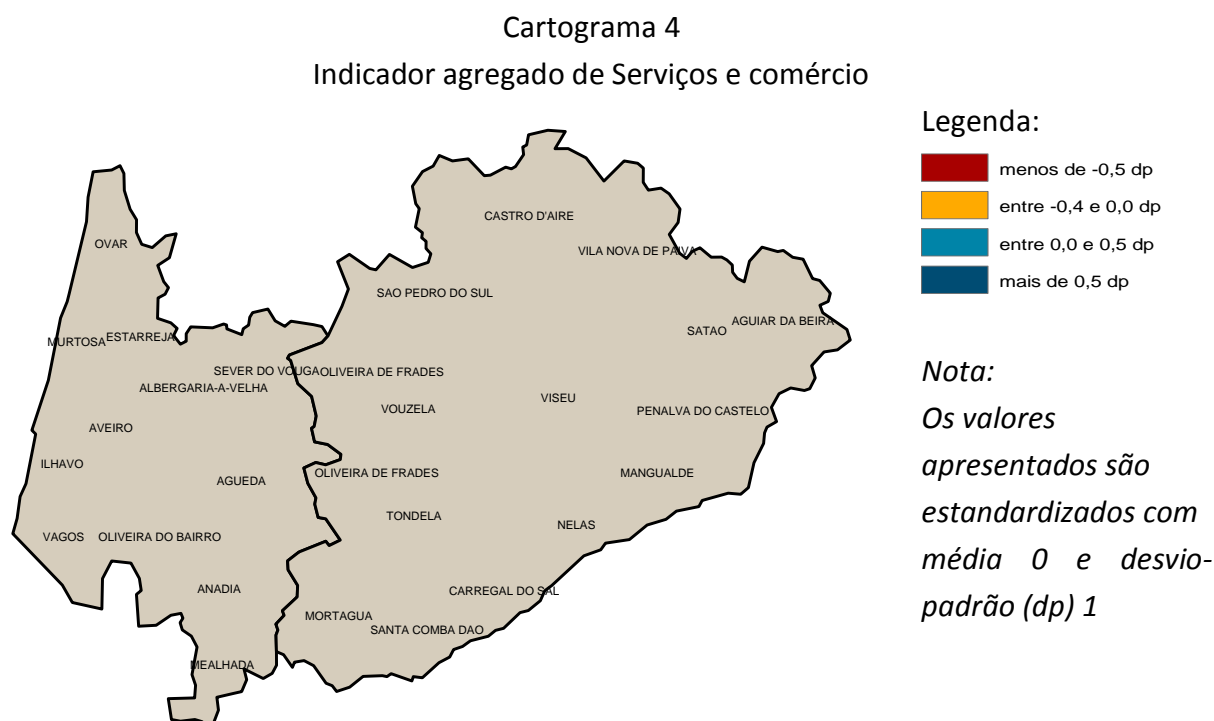 Cartograma 4
Indicador agregado de Serviços e comércio
Legenda:
menos de -0,5 dp
entre -0,4 e 0,0 dp
entre 0,0 e 0,5 dp
mais de 0,5 dp
Nota:
Os valores
apresentados são
estandardizados com
média 0 e desvio-
padrão (dp) 1
CASTRO D'AIRE
OVAR
VILA NOVA DE PAIVA
SAO PEDRO DO SUL
AGUIAR DA BEIRA
SATAO
ESTARREJA
MURTOSA
SEVER DO VOUGA
OLIVEIRA DE FRADES
ALBERGARIA-A-VELHA
VISEU
VOUZELA
PENALVA DO CASTELO
AVEIRO
ILHAVO
OLIVEIRA DE FRADES
MANGUALDE
AGUEDA
TONDELA
NELAS
VAGOS
OLIVEIRA DO BAIRRO
ANADIA
CARREGAL DO SAL
MORTAGUA
SANTA COMBA DAO
MEALHADA